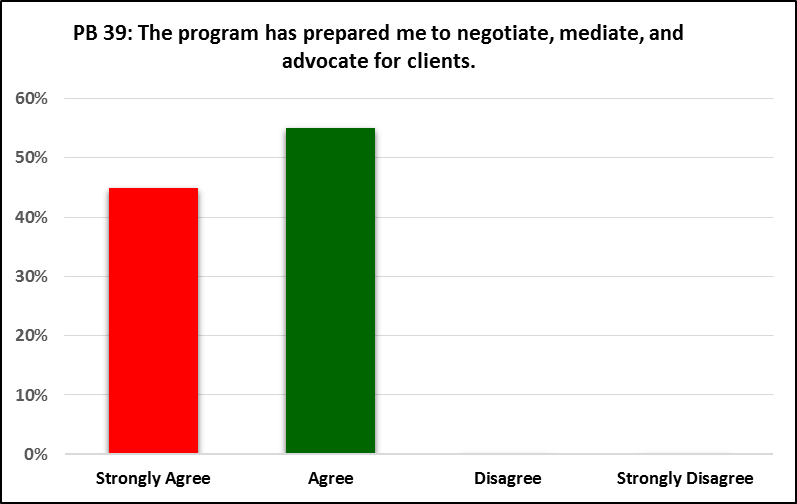 PB 39: The program has prepared me to negotiate, mediate, and
advocate for clients.
60%
50%
40%
30%
20%
10%
0%
Strongly Agree
Agree
Disagree
Strongly Disagree